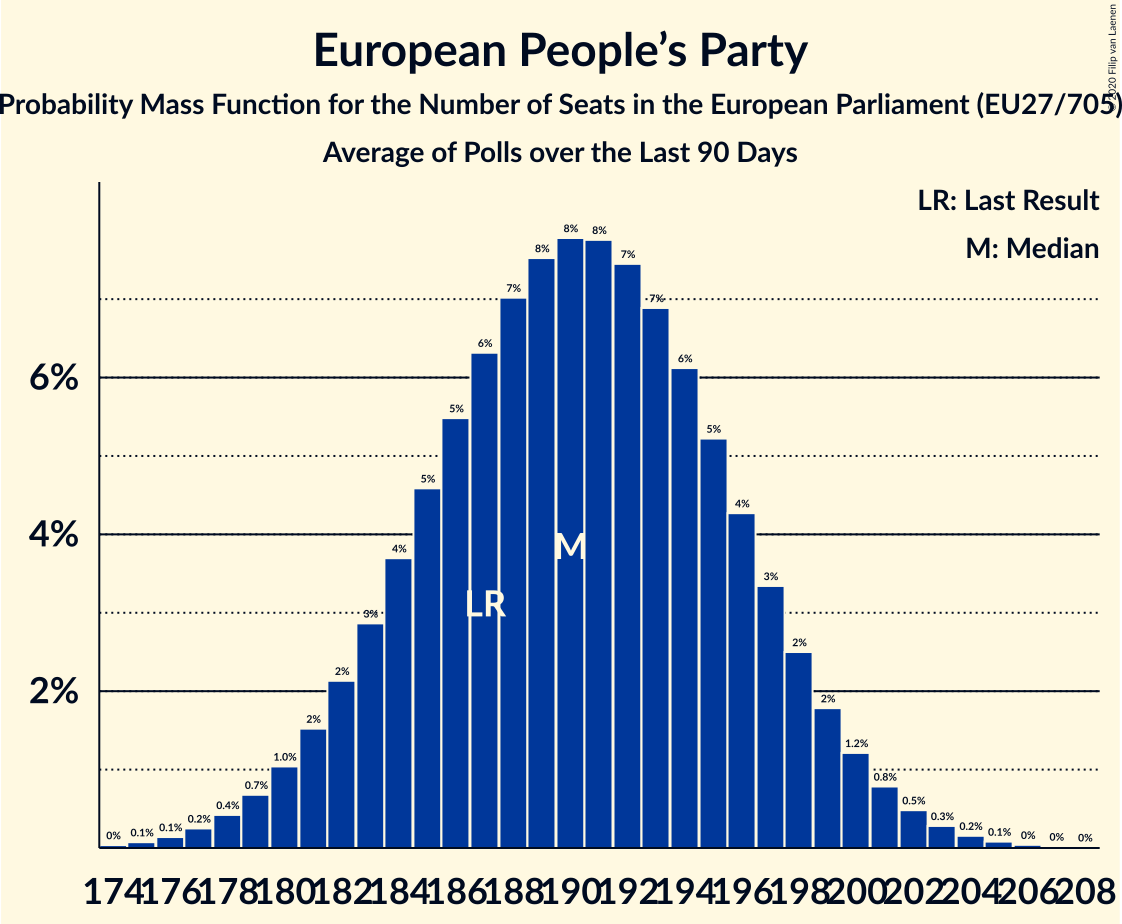 European People's Party
Probability Mass Function for the Number of Seats in the European Parliament (EU27/705)
Average of Polls over the Last 90 Days
© 2020 Filip van Laenen
LR: Last Result
M: Median
8% 8%
8% 7%
7% 7%
6% 6%
6%
5% 5%
5% 4%
4%
4% 3%
M
LR
3% 2%
2%
2% 2%
2% 1.2%
1.0% 0.8%
0.7% 0.5%
0.4% 0.3%
0% 0.1% 0.1% 0.2% 0.2% 0.1% 0% 0% 0%
174 176 178 180 182 184 186 188 190 192 194 196 198 200 202 204 206 208